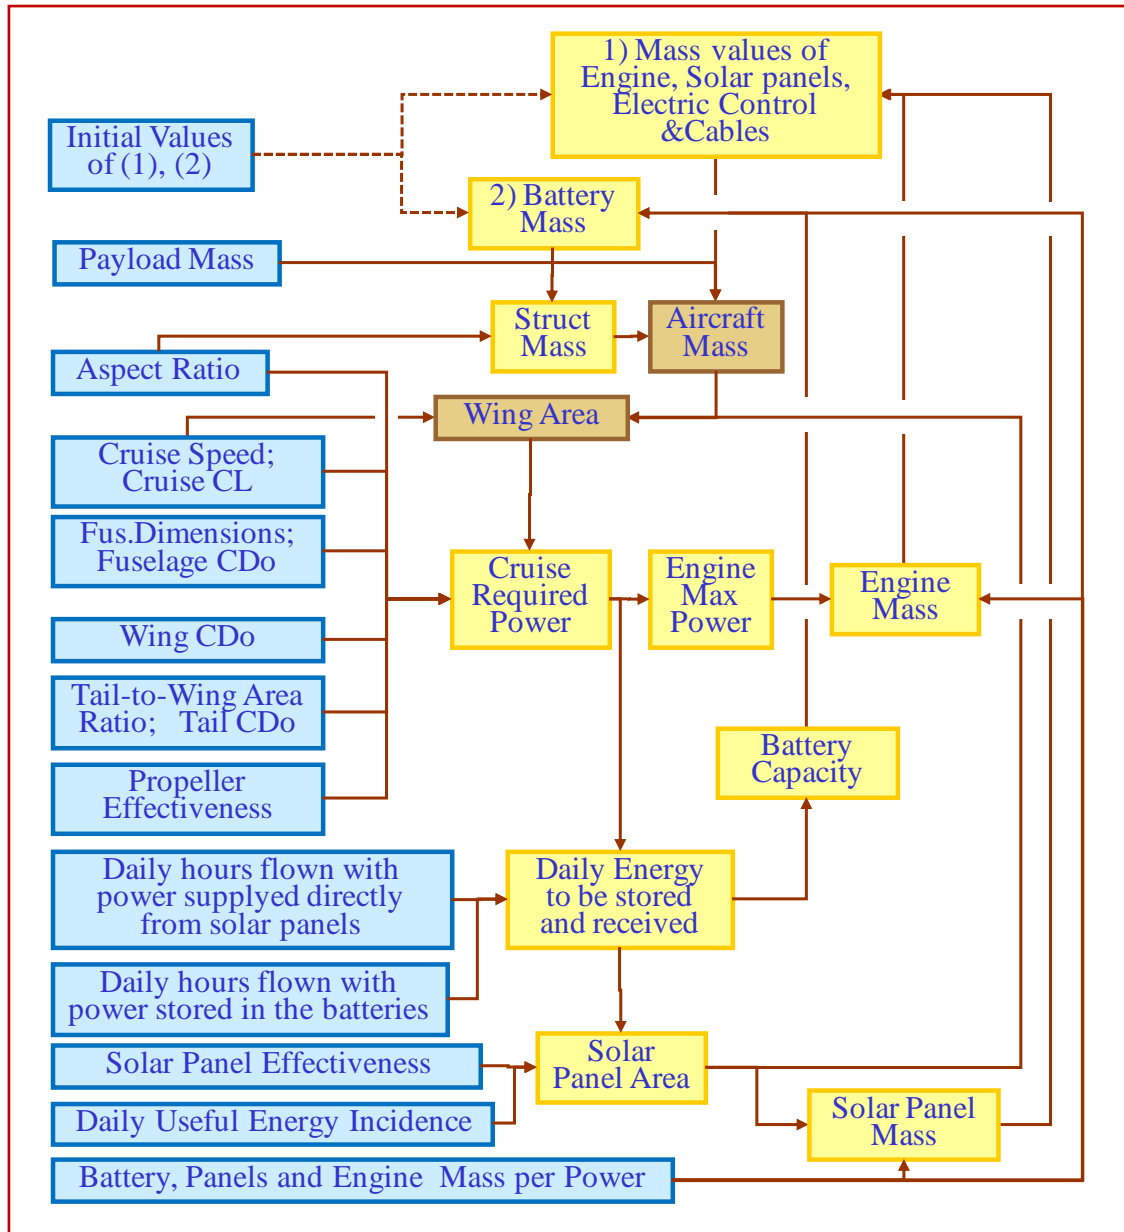 1) Mass values of
Engine, Solar panels,
Electric Control
&Cables
Initial Values
of (1), (2)
2) Battery
Mass
Payload Mass
Struct
Mass
Aircraft
Mass
Aspect Ratio
Wing Area
Cruise Speed;
Cruise CL
Fus.Dimensions;
Fuselage CDo
Cruise
Required
Power
Engine
Max
Power
Engine
Mass
Wing CDo
Tail-to-Wing Area
Ratio;   Tail CDo
Battery
Capacity
Propeller
Effectiveness
Daily hours flown with
power supplyed directly
from solar panels
Daily Energy
to be stored
and received
Daily hours flown with
power stored in the batteries
Solar Panel Effectiveness
Solar
Panel Area
Daily Useful Energy Incidence
Solar Panel
Mass
Battery, Panels and Engine  Mass per Power